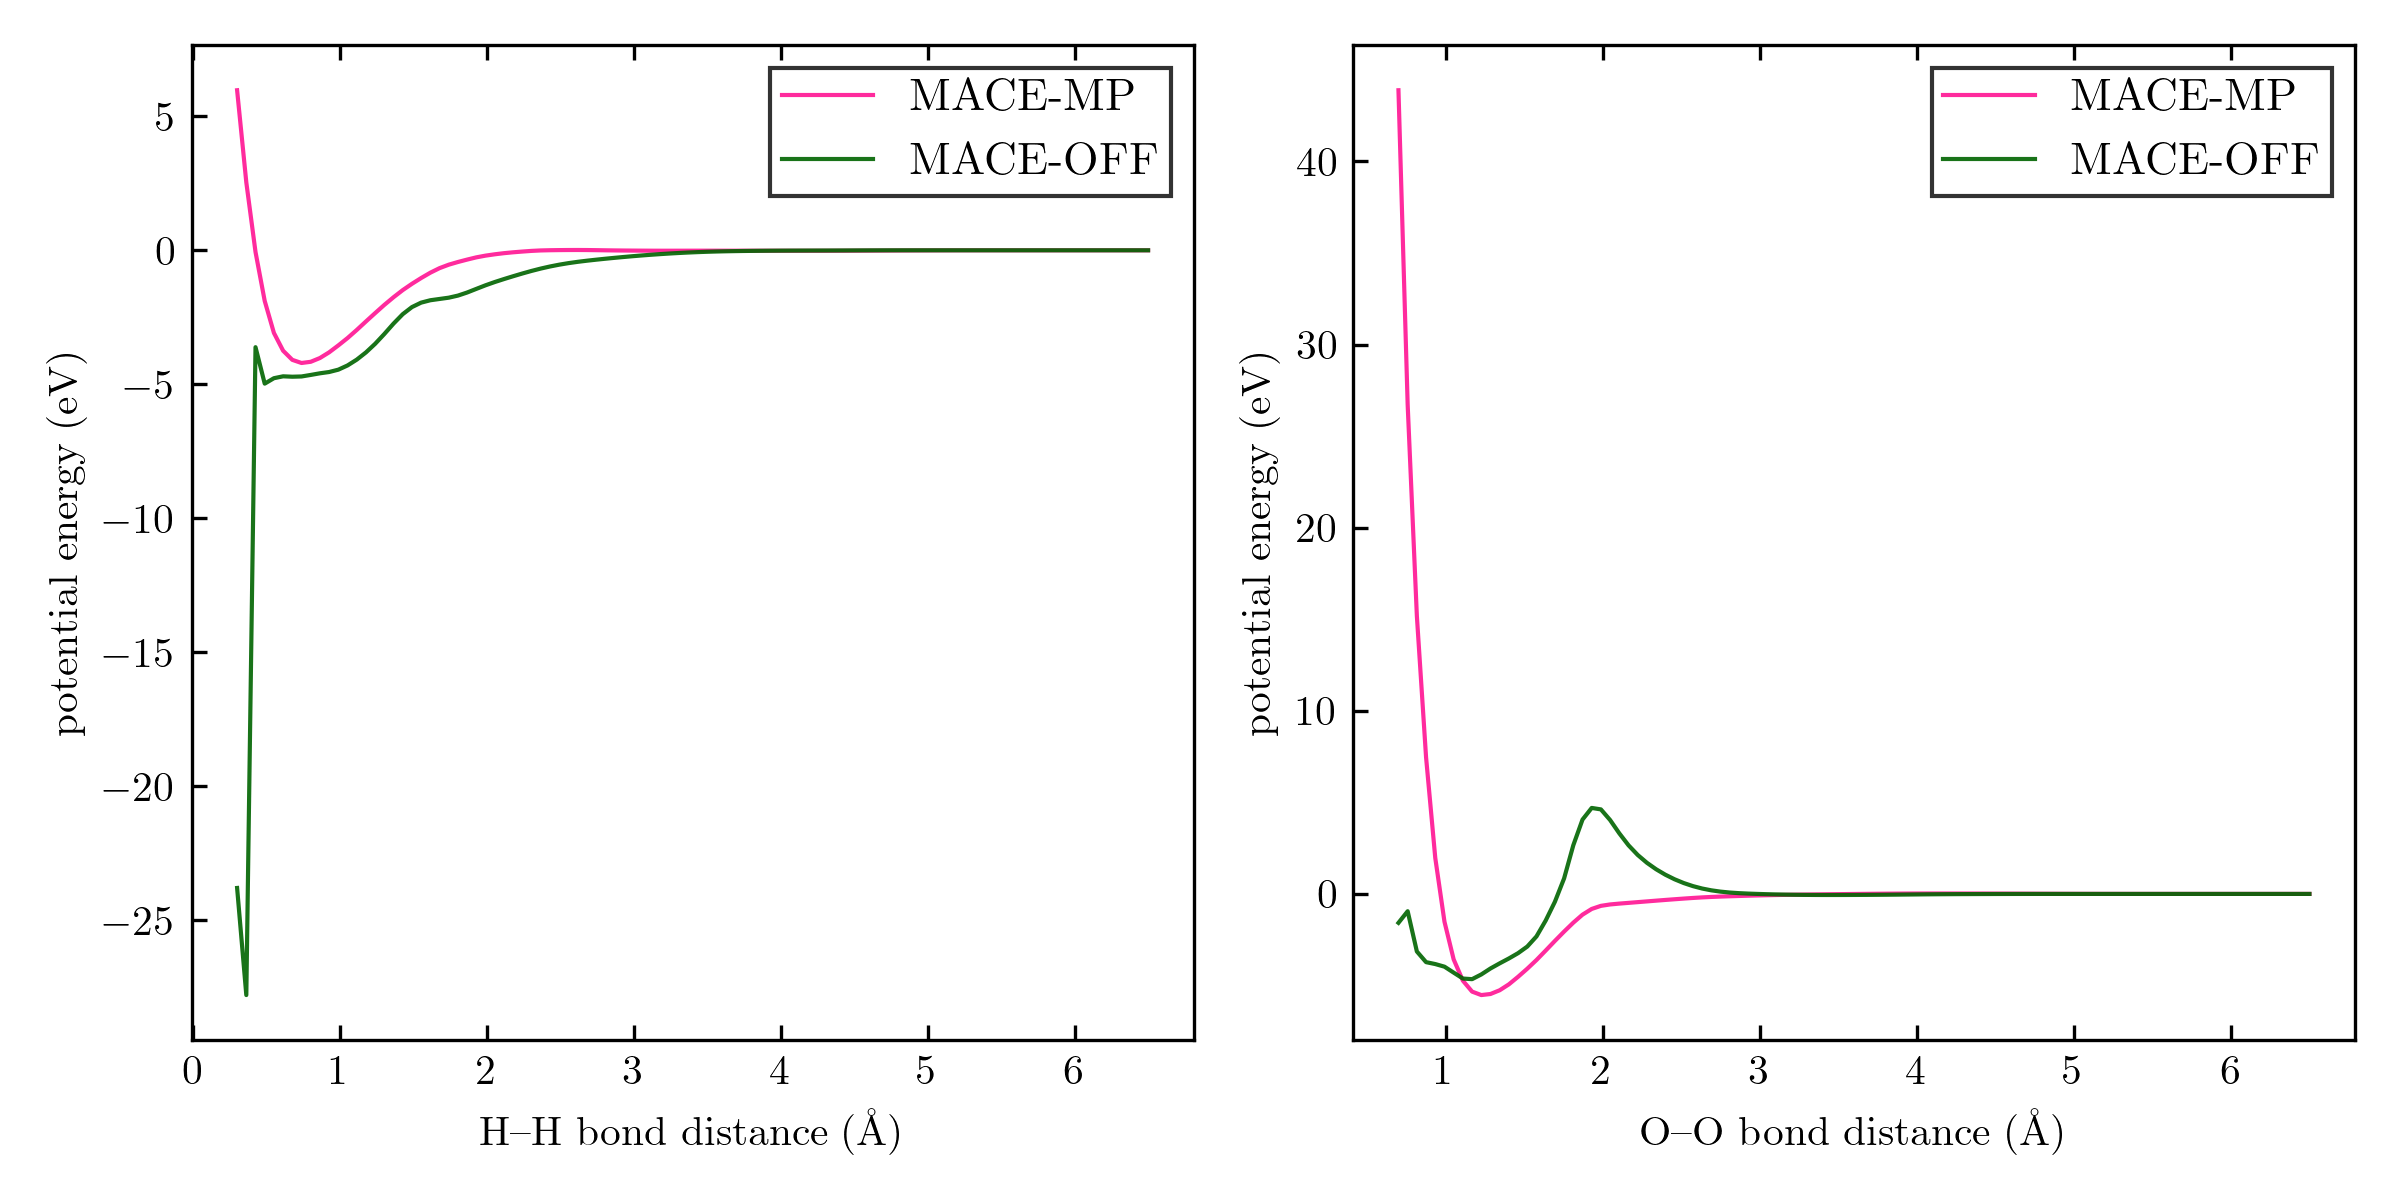 MACE-MP
MACE-OFF
5
0
−5
−10
−15
−20
−25
potential energy (eV)
0 1 2 3 4 5 6
H–H bond distance (Å)
MACE-MP
MACE-OFF
40
30
20
10
0
potential energy (eV)
1 2 3 4 5 6
O–O bond distance (Å)